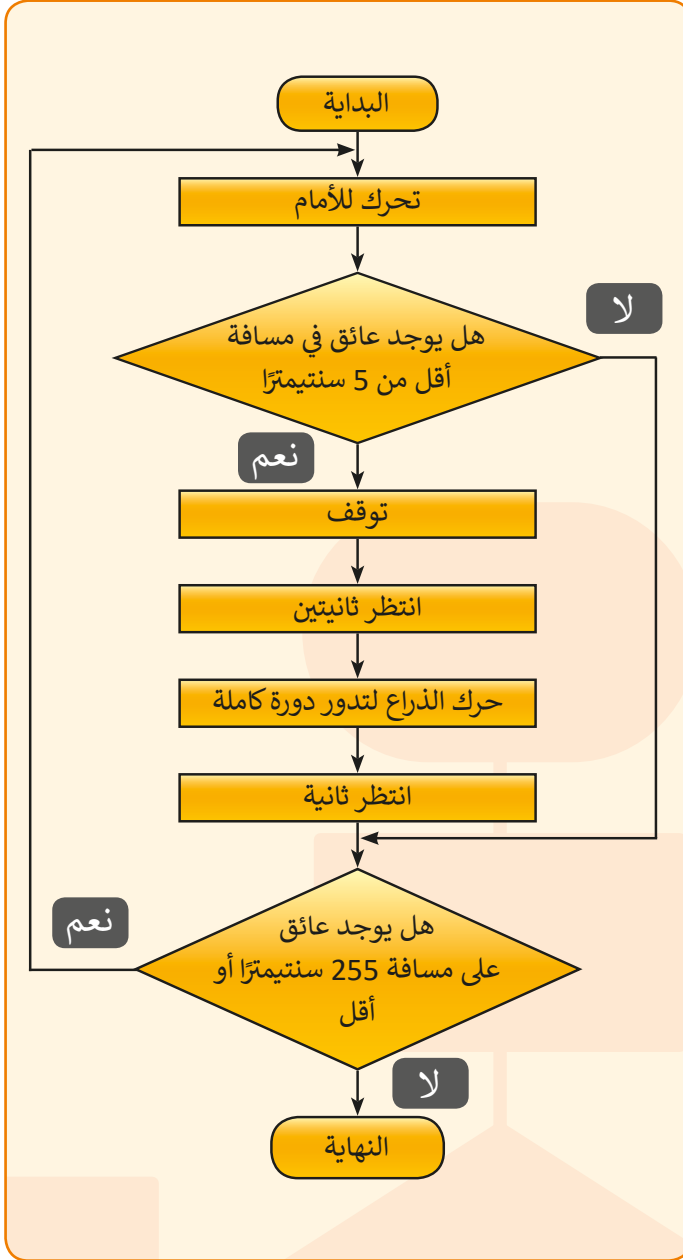 البداية
تحرك للأمام
لا
هل يوجد عائق في مسافة
أقل من 5 سنتيمترًا
نعم
توقف
انتظر ثانيتين
حرك الذراع لتدور دورة كاملة
انتظر ثانية
نعم
هل يوجد عائق
على مسافة 255 سنتيمترًا أو
أقل
لا
النهاية